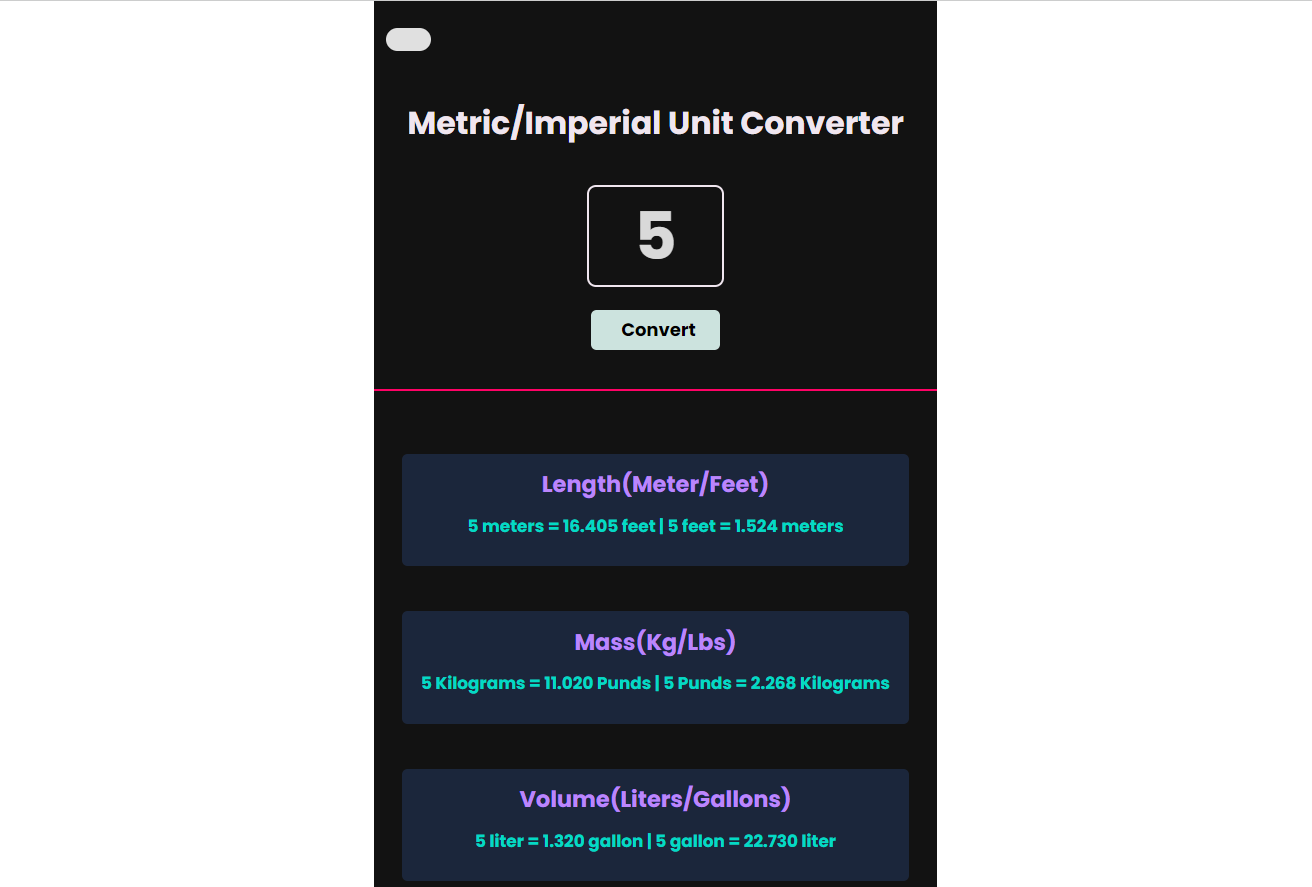 Metric/Imperial Unit Converter
5
Convert
Length(Meter/Feet)
5 meters = 16.405 feet | 5 feet = 1.524 meters
Mass(Kg/Lbs)
5 Kilograms = 11.020 Punds | 5 Punds = 2.268 Kilograms
Volume(Liters/Gallons)
5 liter = 1.320 gallon | 5 gallon = 22.730 liter